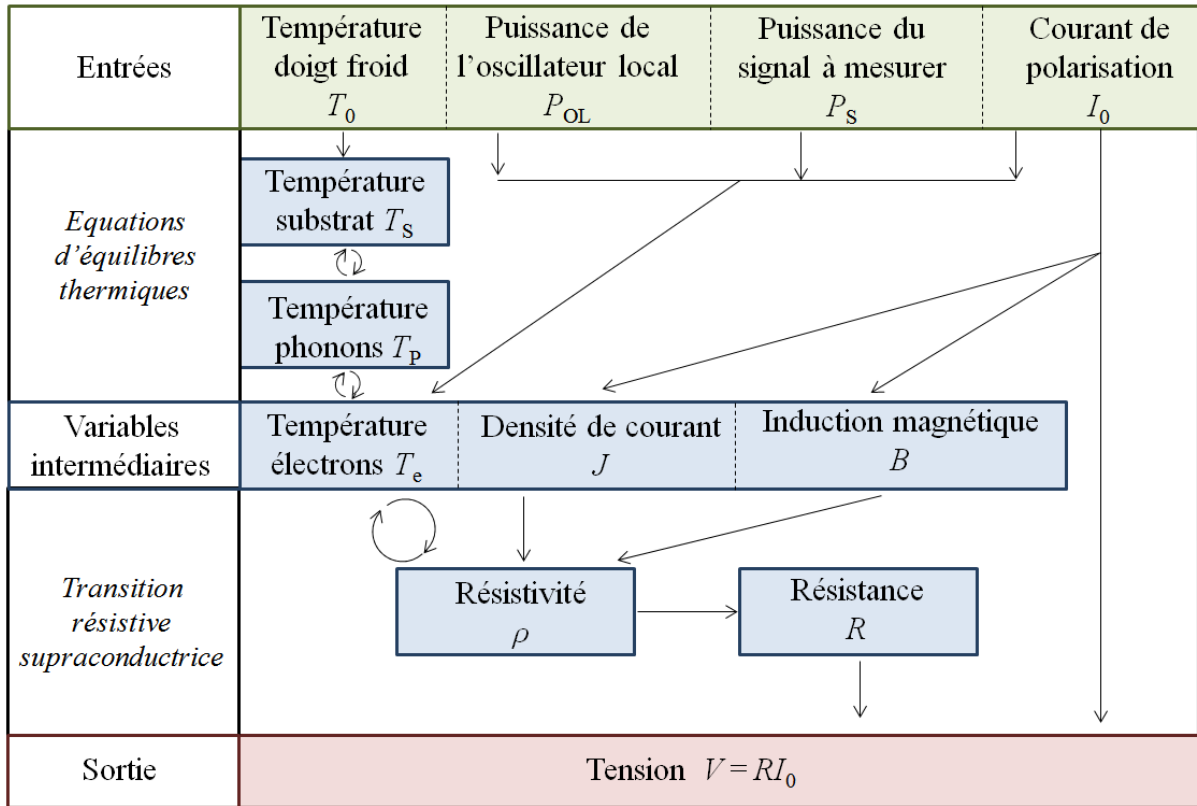 Entrées
Température
doigt froid
T0
Puissance de
l'oscillateur local
POL
Puissance du
signal à mesurer
PS
Courant de
polarisation
I0
Equations
d'équilibres
thermiques
Température
substrat TS
Température
phonons TP
Variables
intermédiaires
Température
électrons Te
Densité de courant
J
Induction magnétique
B
Transition
résistive
supraconductrice
Résistivité
ρ
Résistance
R
Sortie
Tension V = RI0